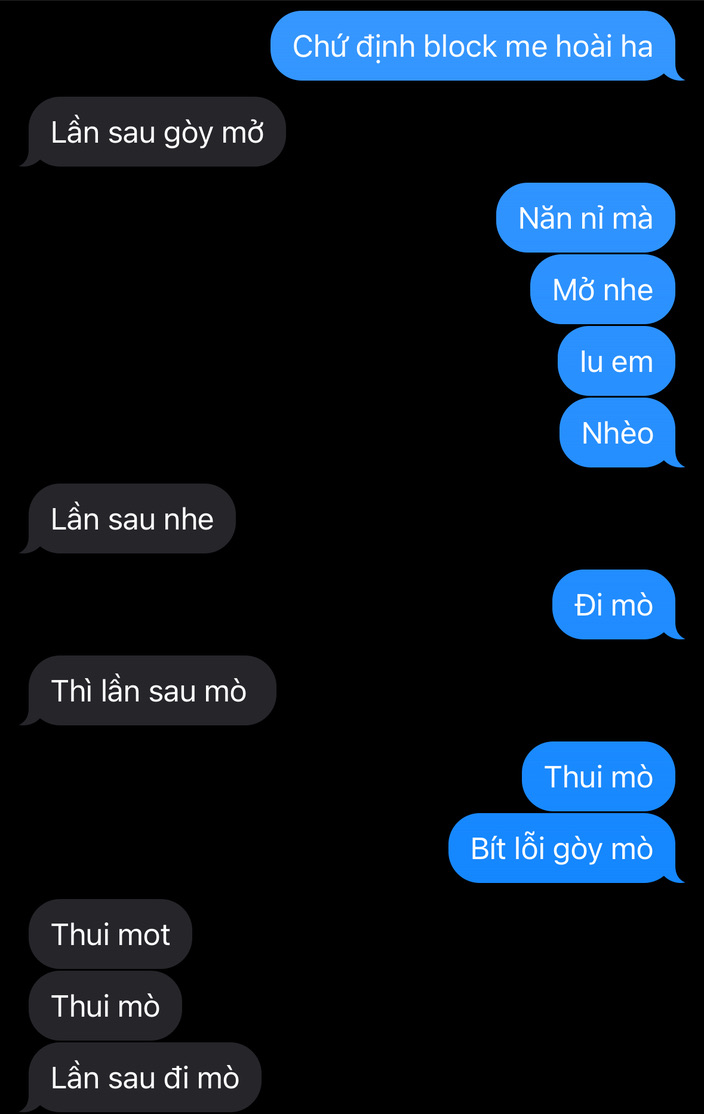 Chứ định block me hoài ha
Lần sau gòy mở
Năn nỉ mà
Mở nhe
Iu em
Nhèo
Lần sau nhe
Đi mò
Thì lần sau mò
Thui mò
Bít lỗi gòy mò
Thui mot
Thui mò
Lần sau đi mò